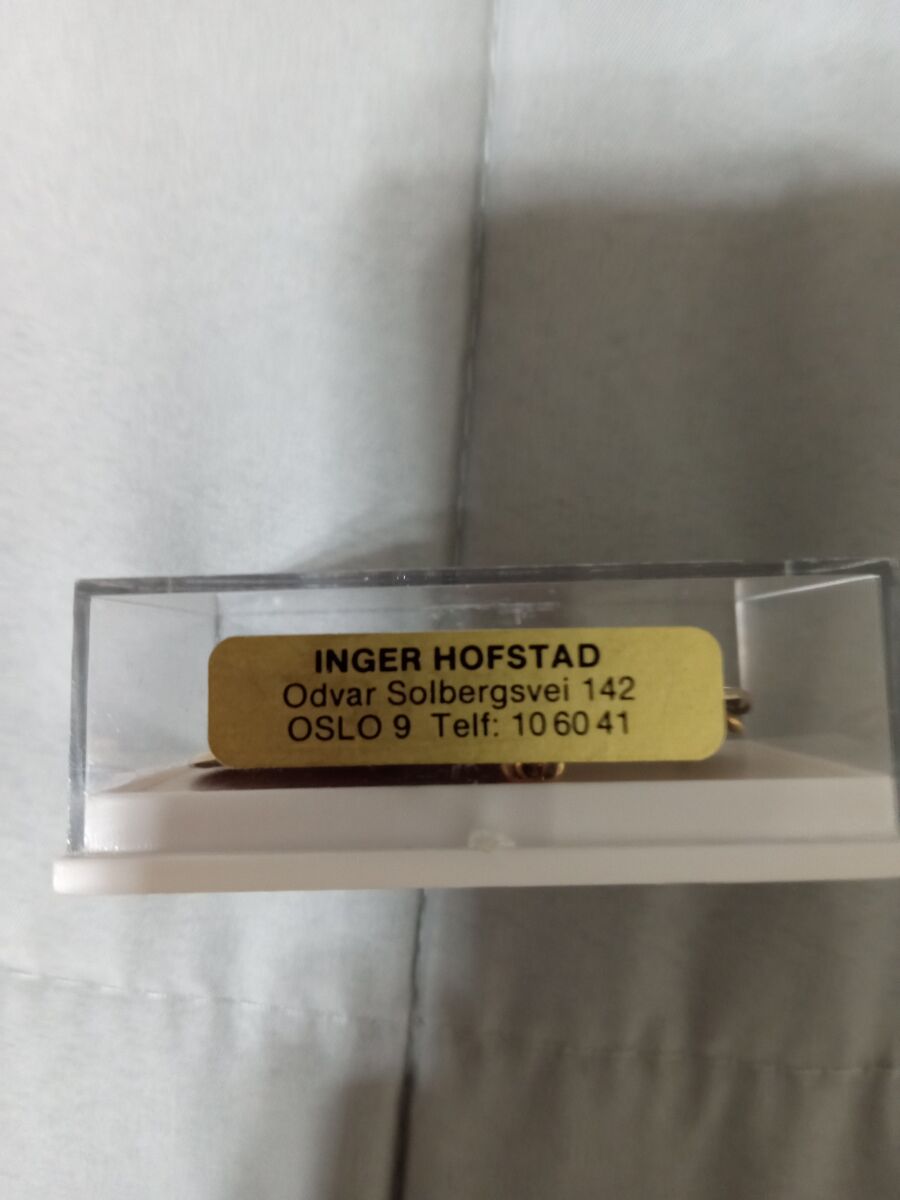 INGER HOFSTAD
Odvar Solbergsvei 142
OSLO 9 Telf: 10 60 41